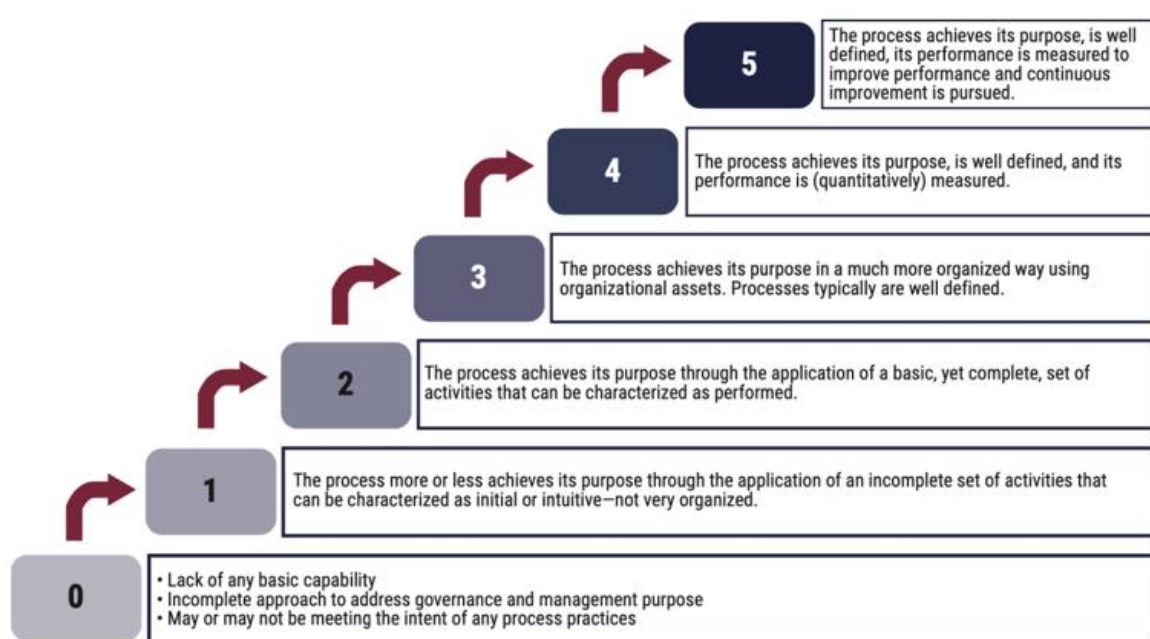 5
The process achieves its purpose, is well
defined, its performance is measured to
improve performance and continuous
improvement is pursued.
4
The process achieves its purpose, is well defined, and its
performance is (quantitatively) measured.
3
The process achieves its purpose in a much more organized way using
organizational assets. Processes typically are well defined.
2
The process achieves its purpose through the application of a basic, yet complete, set of
activities that can be characterized as performed.
1
The process more or less achieves its purpose through the application of an incomplete set of activities that
can be characterized as initial or intuitive—not very organized.
0
• Lack of any basic capability
• Incomplete approach to address governance and management purpose
• May or may not be meeting the intent of any process practices